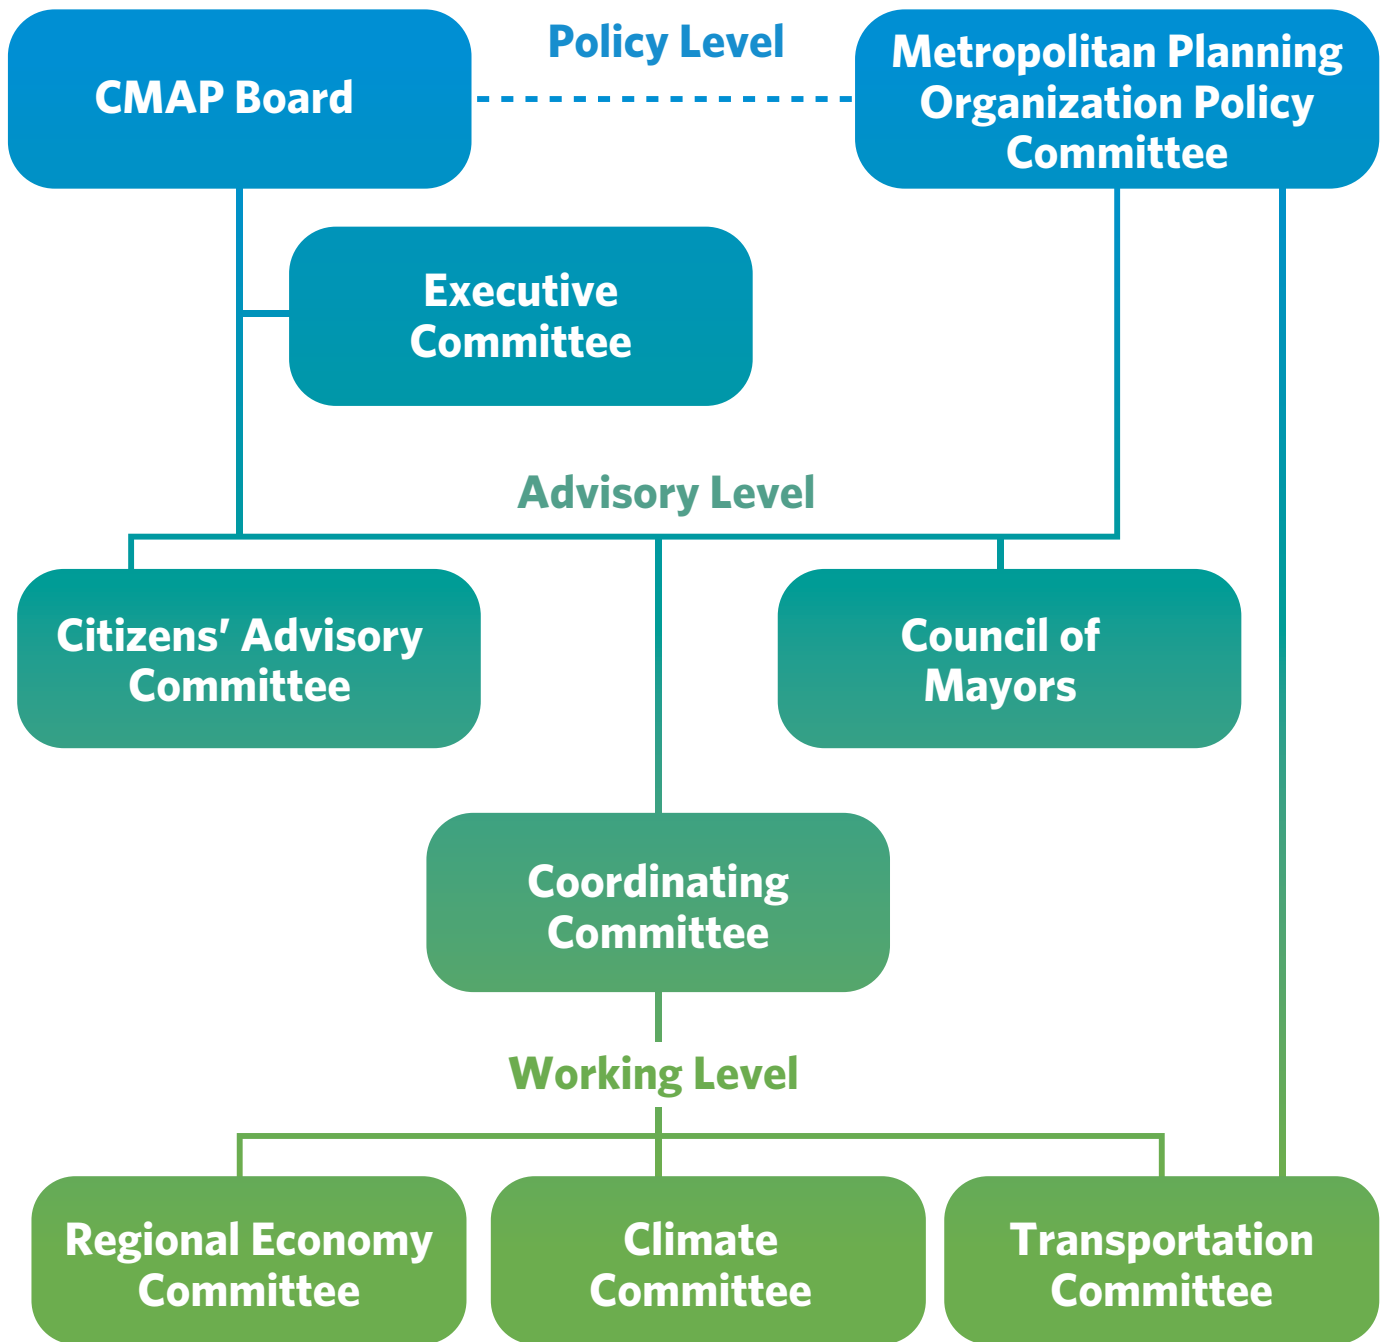 CMAP Board
Policy Level
Metropolitan Planning
Organization Policy
Committee
Executive
Committee
Advisory Level
Citizens’ Advisory
Committee
Council of
Mayors
Coordinating
Committee
Working Level
Regional Economy
Committee
Climate
Committee
Transportation
Committee